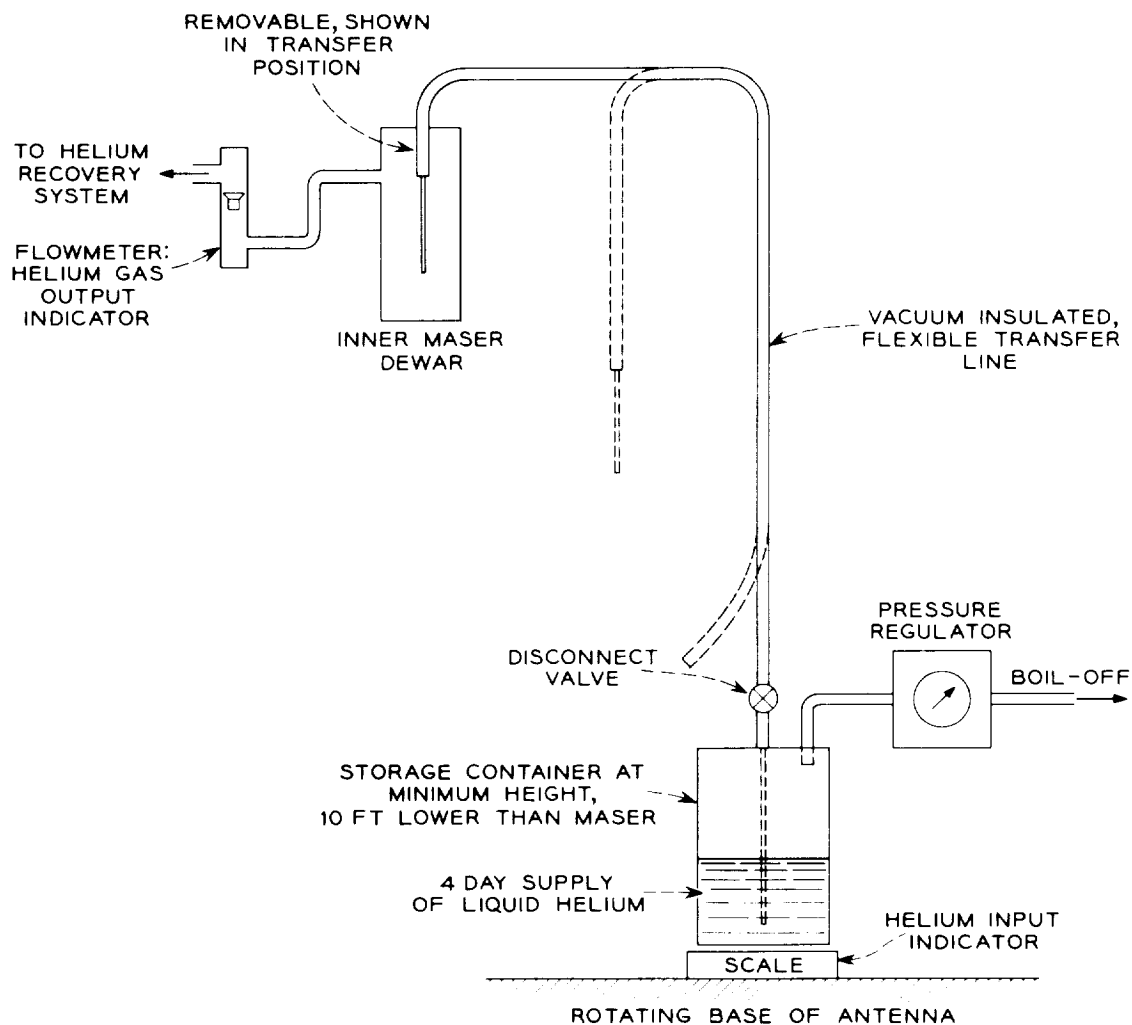 REMOVABLE, SHOWN
IN TRANSFER
POSITION
TO HELIUM
RECOVERY
SYSTEM
FLOWMETER:
HELIUM GAS
OUTPUT
INDICATOR
INNER MASER
DEWAR
VACUUM INSULATED,
FLEXIBLE TRANSFER
LINE
PRESSURE
REGULATOR
DISCONNECT
VALVE
BOIL-OFF
STORAGE CONTAINER AT
MINIMUM HEIGHT,
10 FT LOWER THAN MASER
4 DAY SUPPLY
OF LIQUID HELIUM
HELIUM INPUT
INDICATOR
SCALE
ROTATING BASE OF ANTENNA